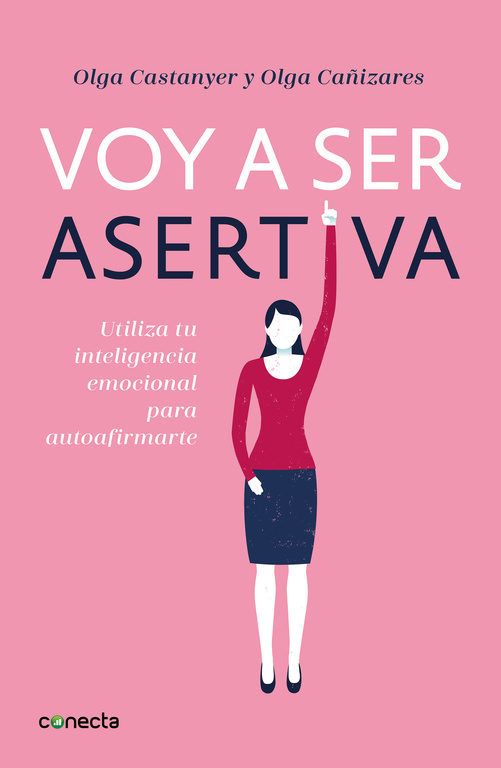 Olga Castanyer y Olga Cañizares
VOY A SER
ASERTIVA
Utiliza tu
inteligencia
emocional
para
autoafirmarte
conecta